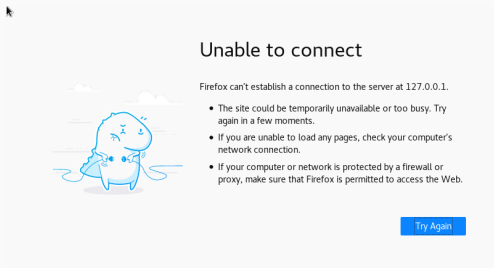 Unable to connect
Firefox can't establish a connection to the server at 127.0.0.1.
• The site could be temporarily unavailable or too busy. Try
again in a few moments.
• If you are unable to load any pages, check your computer's
network connection.
• If your computer or network is protected by a firewall or
proxy, make sure that Firefox is permitted to access the Web.
Try Again